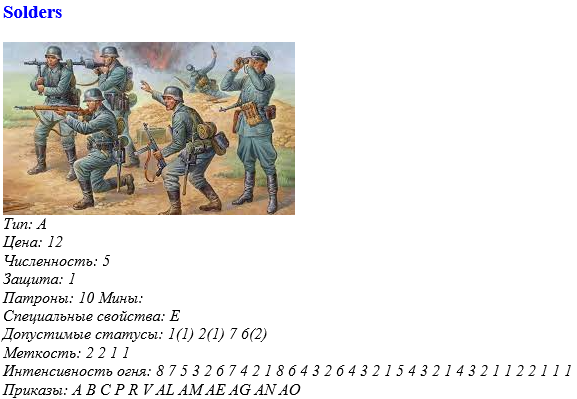 Solders
Тип: A
Цена: 12
Численность: 5
Защита: 1
Патроны: 10 Мины:
Специальные свойства: E
Допустимые статусы: 1(1) 2(1) 7 6(2)
Меткость: 2 2 1 1
Интенсивность огня: 8 7 5 3 2 6 7 4 2 1 8 6 4 3 2 6 4 3 2 1 5 4 3 2 1 4 3 2 1 1 2 2 1 1 1
Приказы: A B C P R V AL AM AE AG AN AO